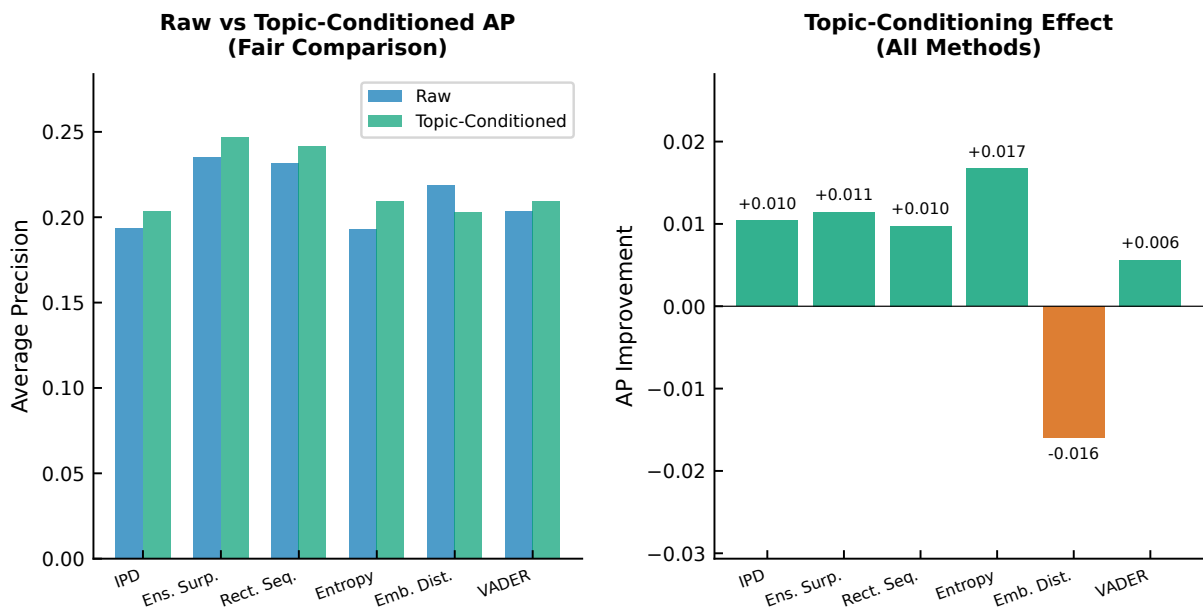 Raw vs Topic-Conditioned AP
(Fair Comparison)
Raw
Topic-Conditioned
Average Precision
0.25
0.20
0.15
0.10
0.05
0.00
IPD
Ens. Surp.
Rect. Seq.
Entropy
Emb. Dist.
VADER
Topic-Conditioning Effect
(All Methods)
AP Improvement
0.02
0.01
0.00
−0.01
−0.02
−0.03
+0.010
+0.011
+0.010
+0.017
-0.016
+0.006
IPD
Ens. Surp.
Rect. Seq.
Entropy
Emb. Dist.
VADER